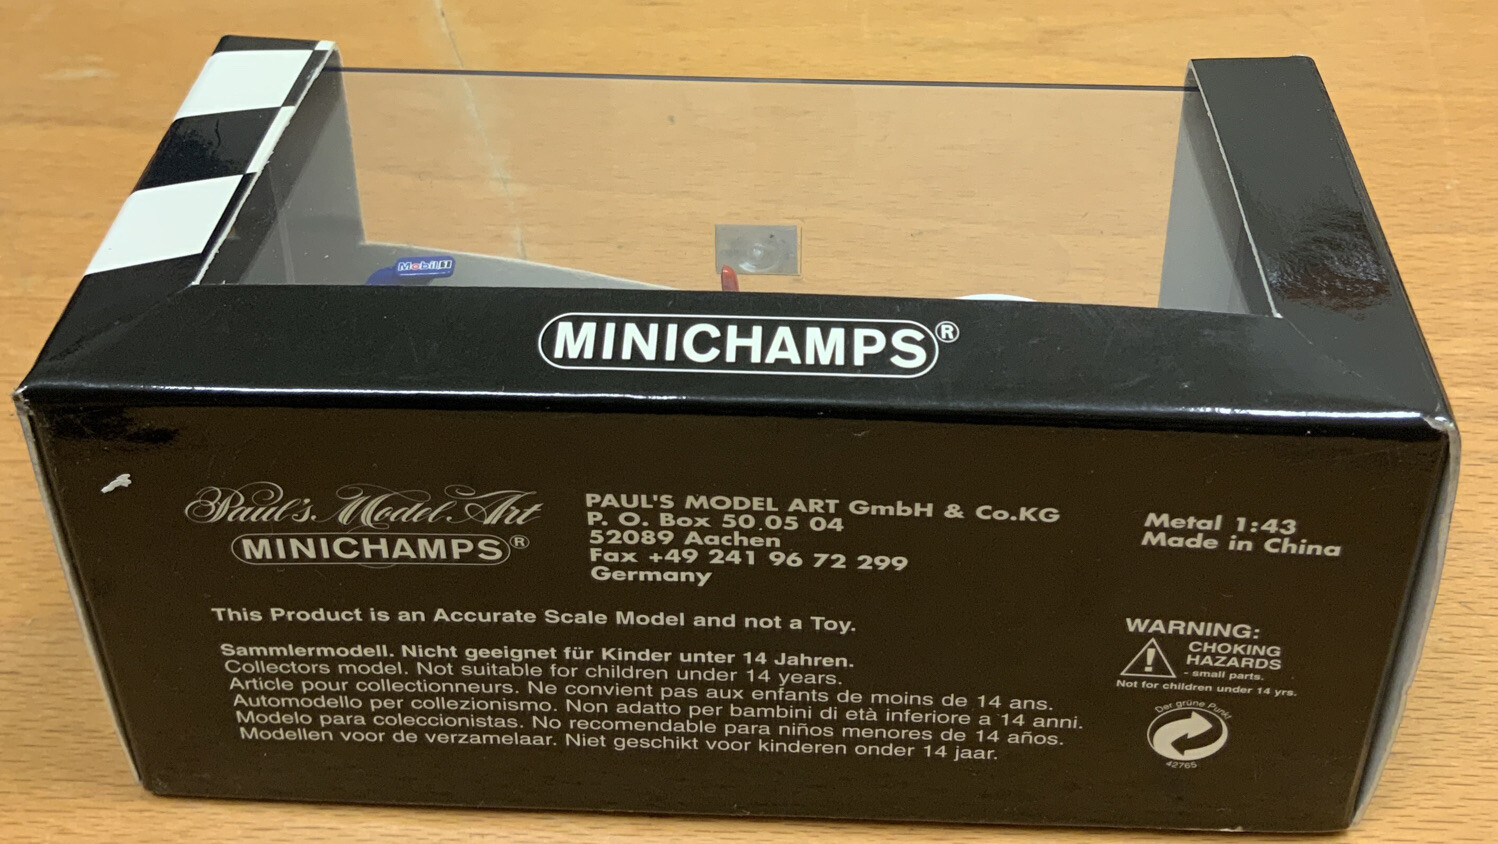 Mobil 1
MINICHAMPS®
Paul's Model Art
MINICHAMPS®
PAUL'S MODEL ART GmbH & Co.KG
P. O. Box 50 05 04
52089 Aachen
Fax +49 241 96 72 299
Germany
Metal 1:43
Made in China
This Product is an Accurate Scale Model and not a Toy.
Sammlermodell. Nicht geeignet für Kinder unter 14 Jahren.
Collectors model. Not suitable for children under 14 years.
Article pour collectionneurs. Ne convient pas aux enfants de moins de 14 ans.
Automodello per collezionismo. Non adatto per bambini di età inferiore a 14 anni.
Modelo para coleccionistas. No recomendable para niños menores de 14 años.
Modellen voor de verzamelaar. Niet geschikt voor kinderen onder 14 jaar.
WARNING:
CHOKING
HAZARDS
- small parts.
Not for children under 14 yrs.
Der grüne Punkt
42765